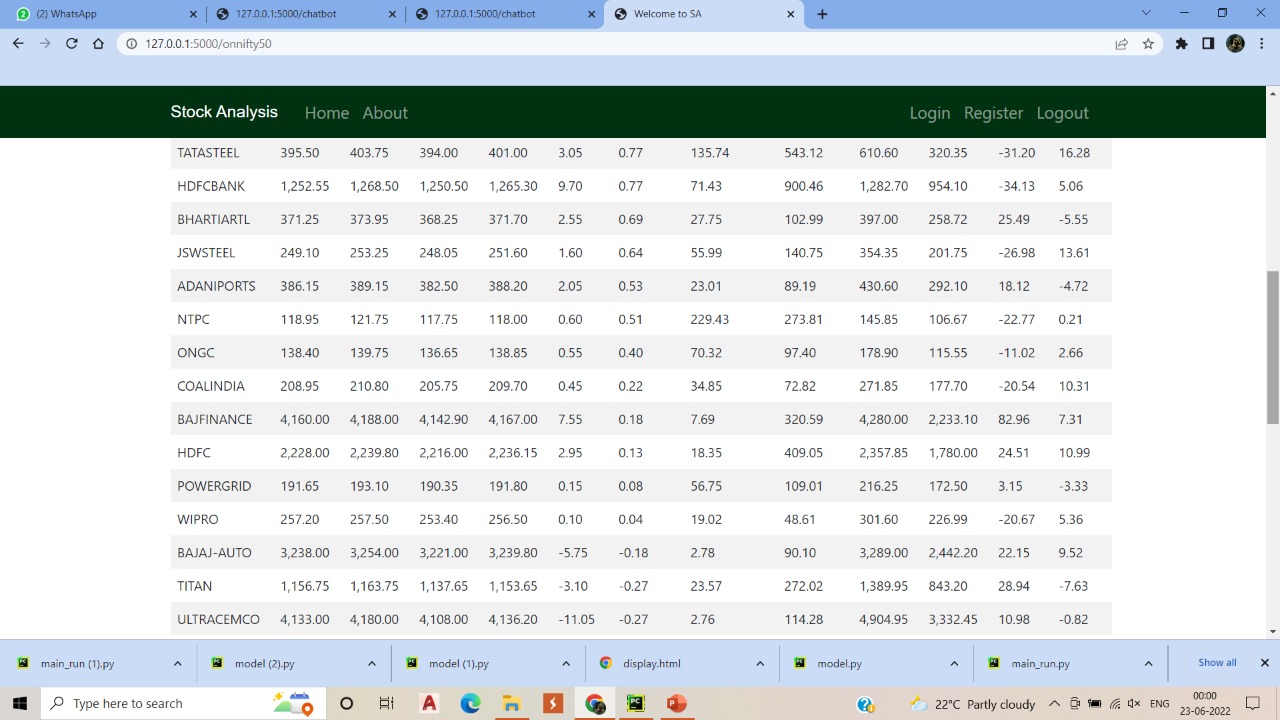 (2) WhatsApp 127.0.0.1:5000/chatbot 127.0.0.1:5000/chatbot Welcome to SA
127.0.0.1:5000/onnifty50
Stock Analysis Home About Login Register Logout
TATASTEEL 395.50 403.75 394.00 401.00 3.05 0.77 135.74 543.12 610.60 320.35 -31.20 16.28
HDFCBANK 1,252.55 1,268.50 1,250.50 1,265.30 9.70 0.77 71.43 900.46 1,282.70 954.10 -34.13 5.06
BHARTIARTL 371.25 373.95 368.25 371.70 2.55 0.69 27.75 102.99 397.00 258.72 25.49 -5.55
JSWSTEEL 249.10 253.25 248.05 251.60 1.60 0.64 55.99 140.75 354.35 201.75 -26.98 13.61
ADANIPORTS 386.15 389.15 382.50 388.20 2.05 0.53 23.01 89.19 430.60 292.10 18.12 -4.72
NTPC 118.95 121.75 117.75 118.00 0.60 0.51 229.43 273.81 145.85 106.67 -22.77 0.21
ONGC 138.40 139.75 136.65 138.85 0.55 0.40 70.32 97.40 178.90 115.55 -11.02 2.66
COALINDIA 208.95 210.80 205.75 209.70 0.45 0.22 34.85 72.82 271.85 177.70 -20.54 10.31
BAJFINANCE 4,160.00 4,188.00 4,142.90 4,167.00 7.55 0.18 7.69 320.59 4,280.00 2,233.10 82.96 7.31
HDFC 2,228.00 2,239.80 2,216.00 2,236.15 2.95 0.13 18.35 409.05 2,357.85 1,780.00 24.51 10.99
POWERGRID 191.65 193.10 190.35 191.80 0.15 0.08 56.75 109.01 216.25 172.50 3.15 -3.33
WIPRO 257.20 257.50 253.40 256.50 0.10 0.04 19.02 48.61 301.60 226.99 -20.67 5.36
BAJAJ-AUTO 3,238.00 3,254.00 3,221.00 3,239.80 -5.75 -0.18 2.78 90.10 3,289.00 2,442.20 22.15 9.52
TITAN 1,156.75 1,163.75 1,137.65 1,153.65 -3.10 -0.27 23.57 272.02 1,389.95 843.20 28.94 -7.63
ULTRACEMCO 4,133.00 4,180.00 4,108.00 4,136.20 -11.05 -0.27 2.76 114.28 4,904.95 3,332.45 10.98 -0.82
main_run (1).py model (2).py model (1).py display.html model.py main_run.py Show all
Type here to search 22°C Partly cloudy ENG 00:00
23-06-2022